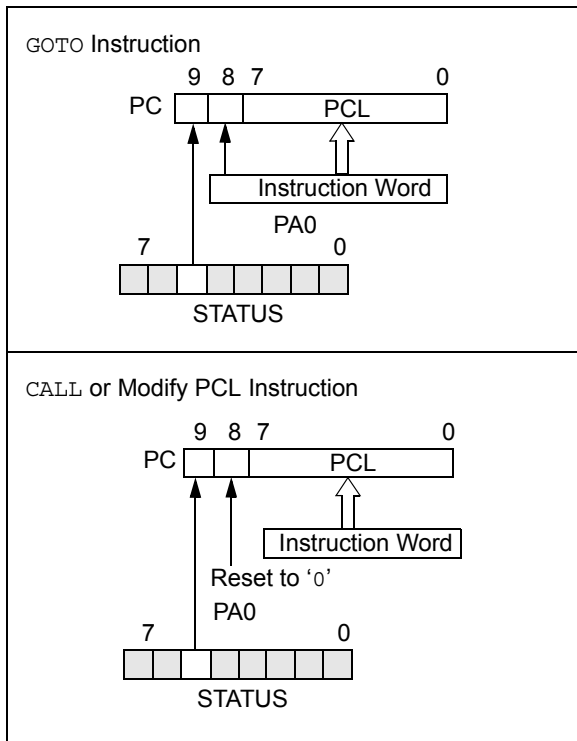 GOTO Instruction
9 8 7 0
PC PCL
Instruction Word
PA0
7 0
STATUS
CALL or Modify PCL Instruction
9 8 7 0
PC PCL
Instruction Word
Reset to ‘0’
PA0
7 0
STATUS